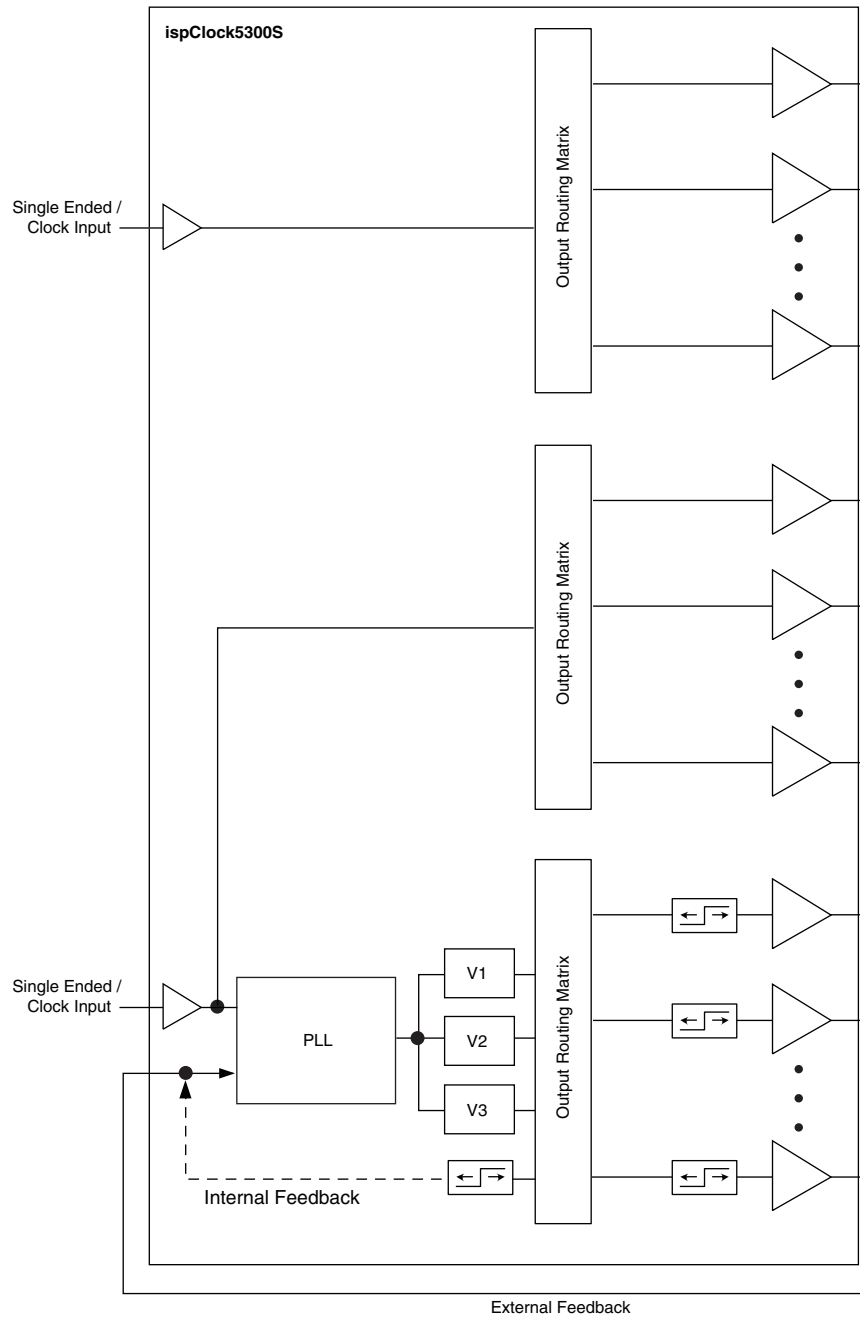 ispClock5300S
Output Routing Matrix
Single Ended /
Clock Input
Output Routing Matrix
Single Ended /
Clock Input
PLL
V1
V2
V3
Output Routing Matrix
Internal Feedback
External Feedback